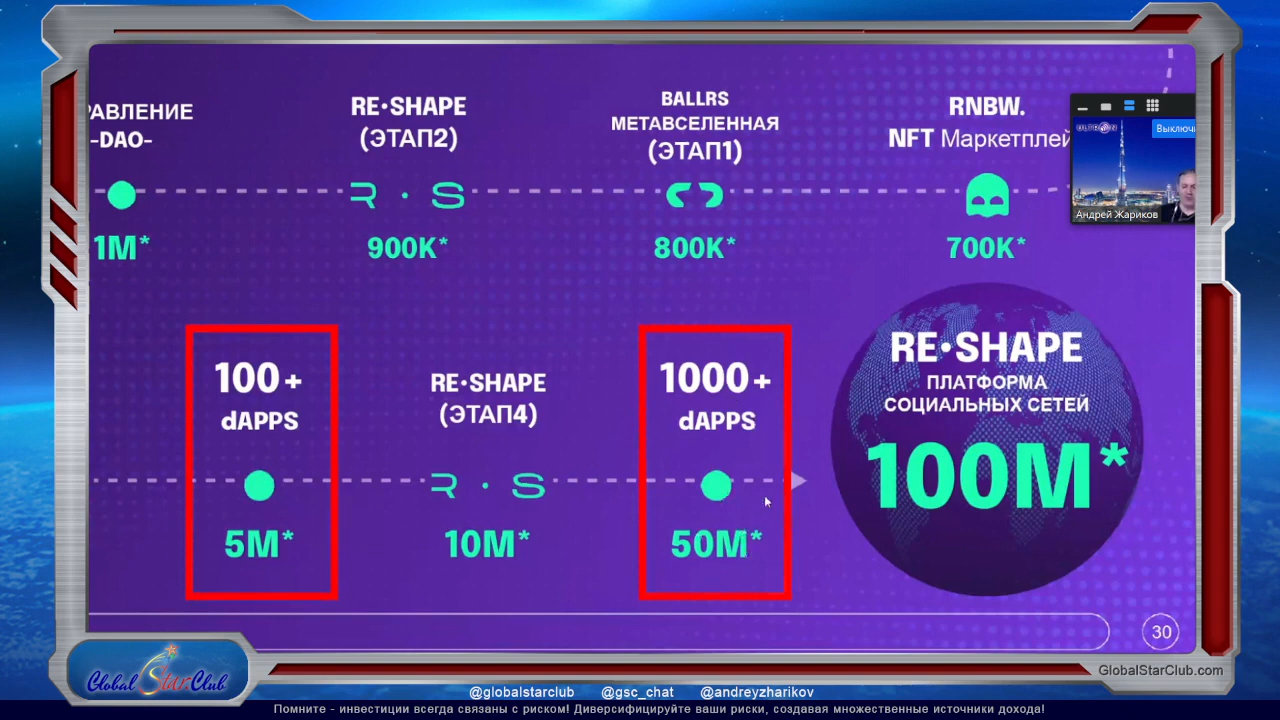 РАВЛЕНИЕ
-DAO-
1M*
RE•SHAPE
(ЭТАП2)
R · S
900K*
BALLRS
МЕТАВСЕЛЕННАЯ
(ЭТАП1)
800K*
RNBW.
NFT Маркетплей
700K*
ULTRON
Выключи
Андрей Жариков
100+
dAPPS
5M*
RE•SHAPE
(ЭТАП4)
R · S
10M*
1000+
dAPPS
50M*
RE•SHAPE
ПЛАТФОРМА
СОЦИАЛЬНЫХ СЕТЕЙ
100M*
30
Global Star Club
GlobalStarClub.com
@globalstarclub @gsc_chat @andreyzharikov
Помните - инвестиции всегда связаны с риском! Диверсифицируйте ваши риски, создавая множественные источники дохода!